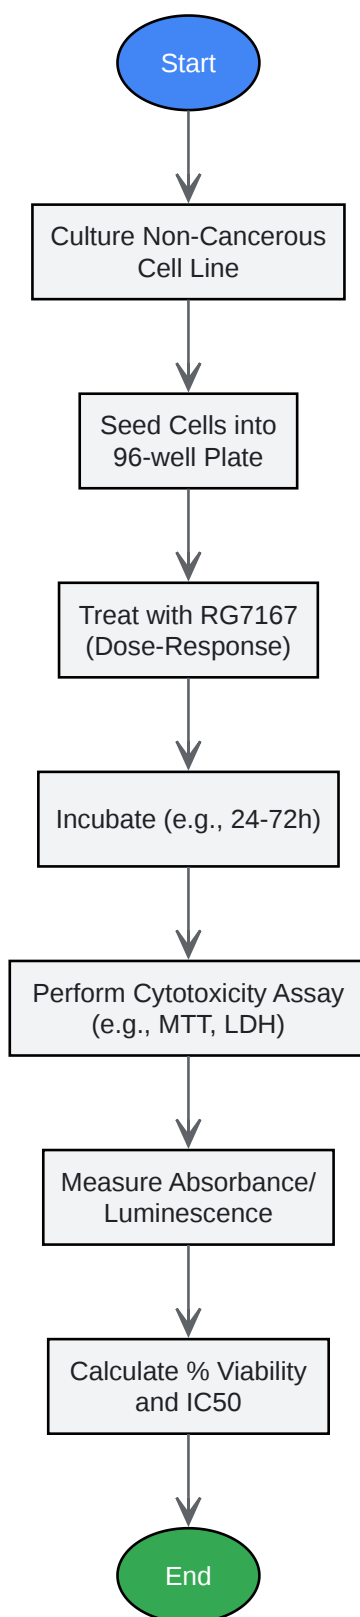 Start
Culture Non-Cancerous
Cell Line
Seed Cells into
96-well Plate
Treat with RG7167
(Dose-Response)
Incubate (e.g., 24-72h)
Perform Cytotoxicity Assay
(e.g., MTT, LDH)
Measure Absorbance/
Luminescence
Calculate % Viability
and IC50
End